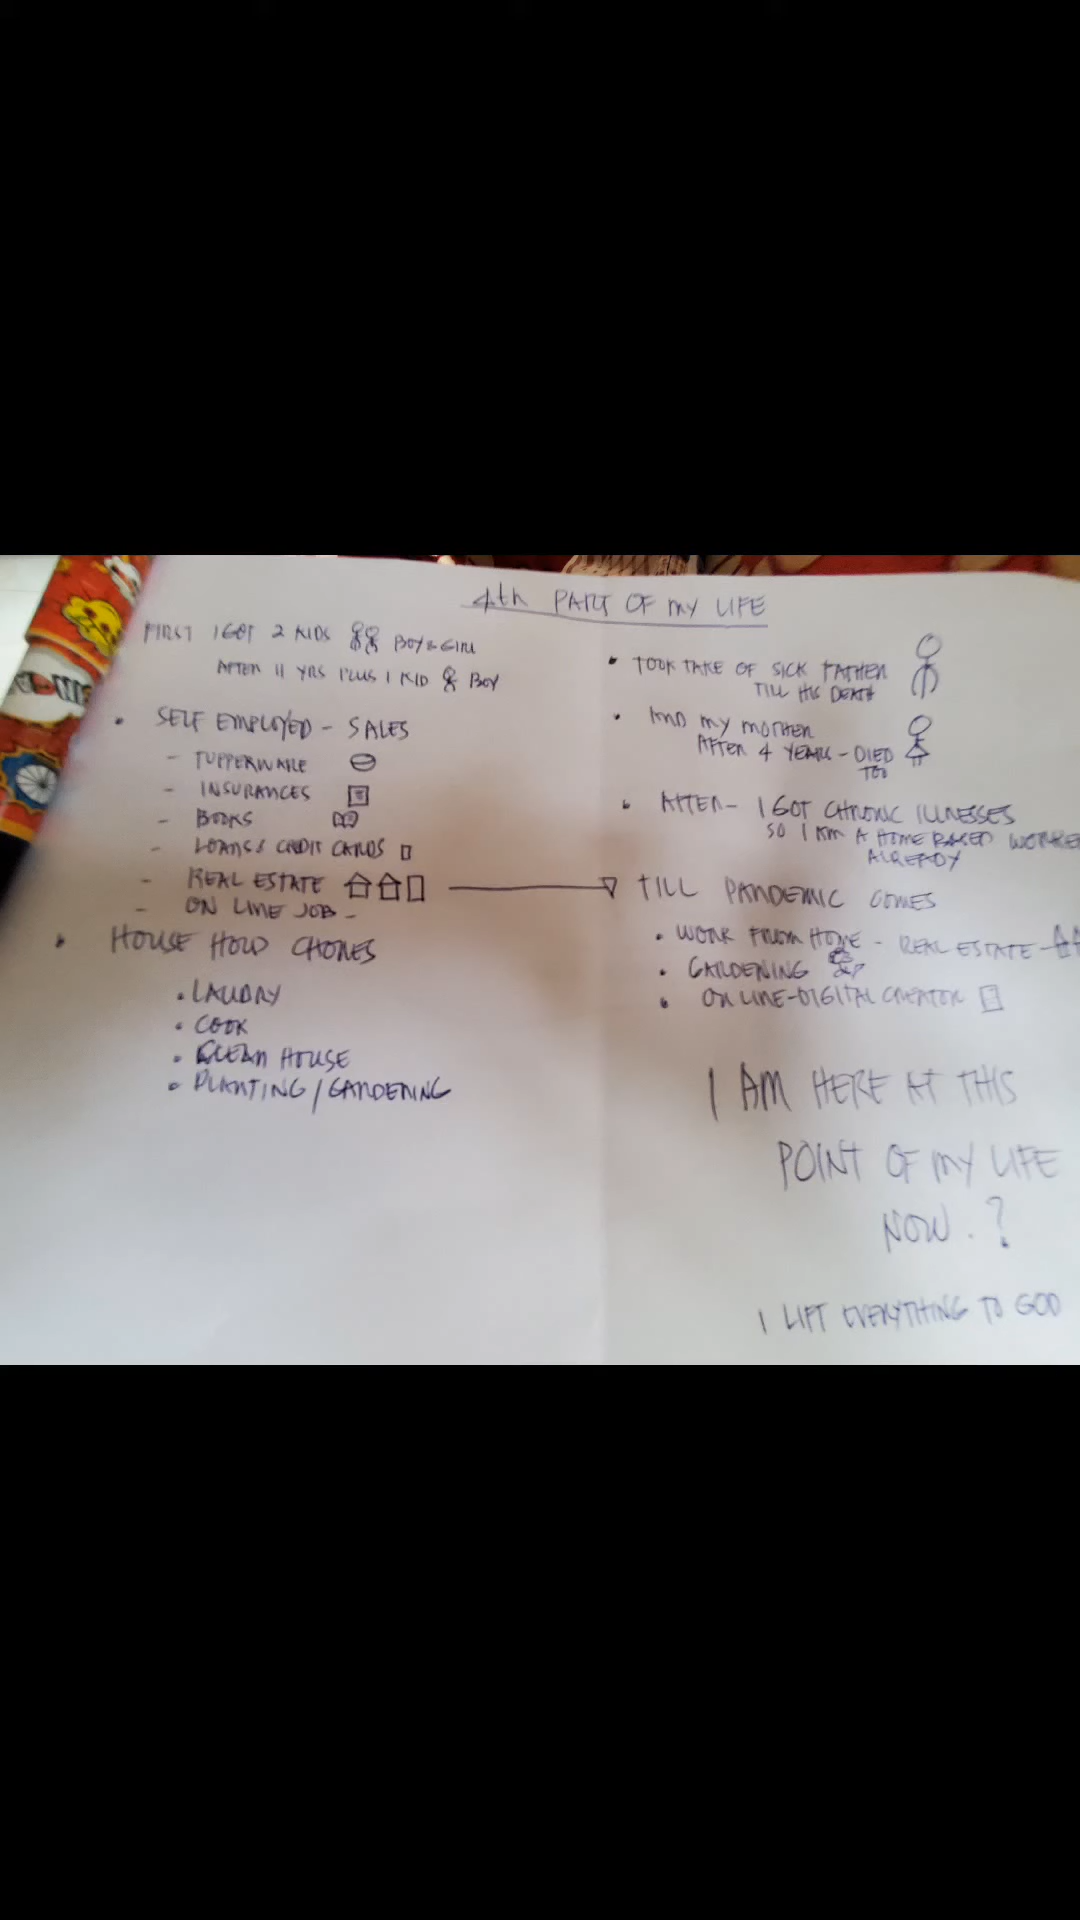 4th PART OF MY LIFE
FIRST I GOT 2 KIDS BOY & GIRL
AFTER 11 YRS PLUS 1 KID BOY
• SELF EMPLOYED - SALES
- TUPPERWARE
- INSURANCES
- BOOKS
- LOANS & CREDIT CARDS
- REAL ESTATE
- ON LINE JOB -
• HOUSE HOLD CHORES
• LAUDRY
• COOK
• CLEAN HOUSE
• PLANTING / GARDENING
• TOOK TAKE OF SICK FATHER
TILL HIS DEATH
• AND MY MOTHER
AFTER 4 YEARS - DIED
TOO
• AFTER - I GOT CHRONIC ILLNESSES
SO I AM A HOME BASED WORKER
ALREADY
TILL PANDEMIC COMES
• WORK FROM HOME - REAL ESTATE -
• GARDENING
• ON LINE - DIGITAL CREATOR
I AM HERE AT THIS
POINT OF MY LIFE
NOW. ?
I LIFT EVERYTHING TO GOD